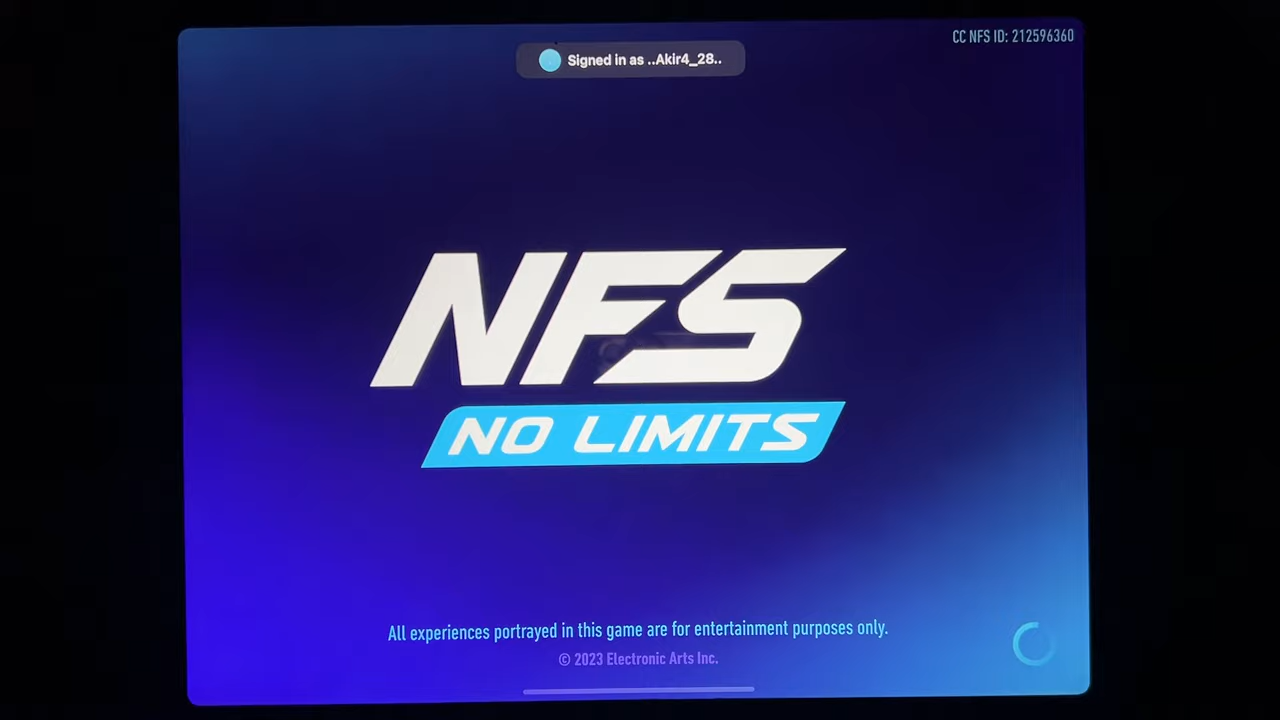 CC NFS ID: 212596360
Signed in as ..Akir4_28..
NFS
NO LIMITS
All experiences portrayed in this game are for entertainment purposes only.
© 2023 Electronic Arts Inc.